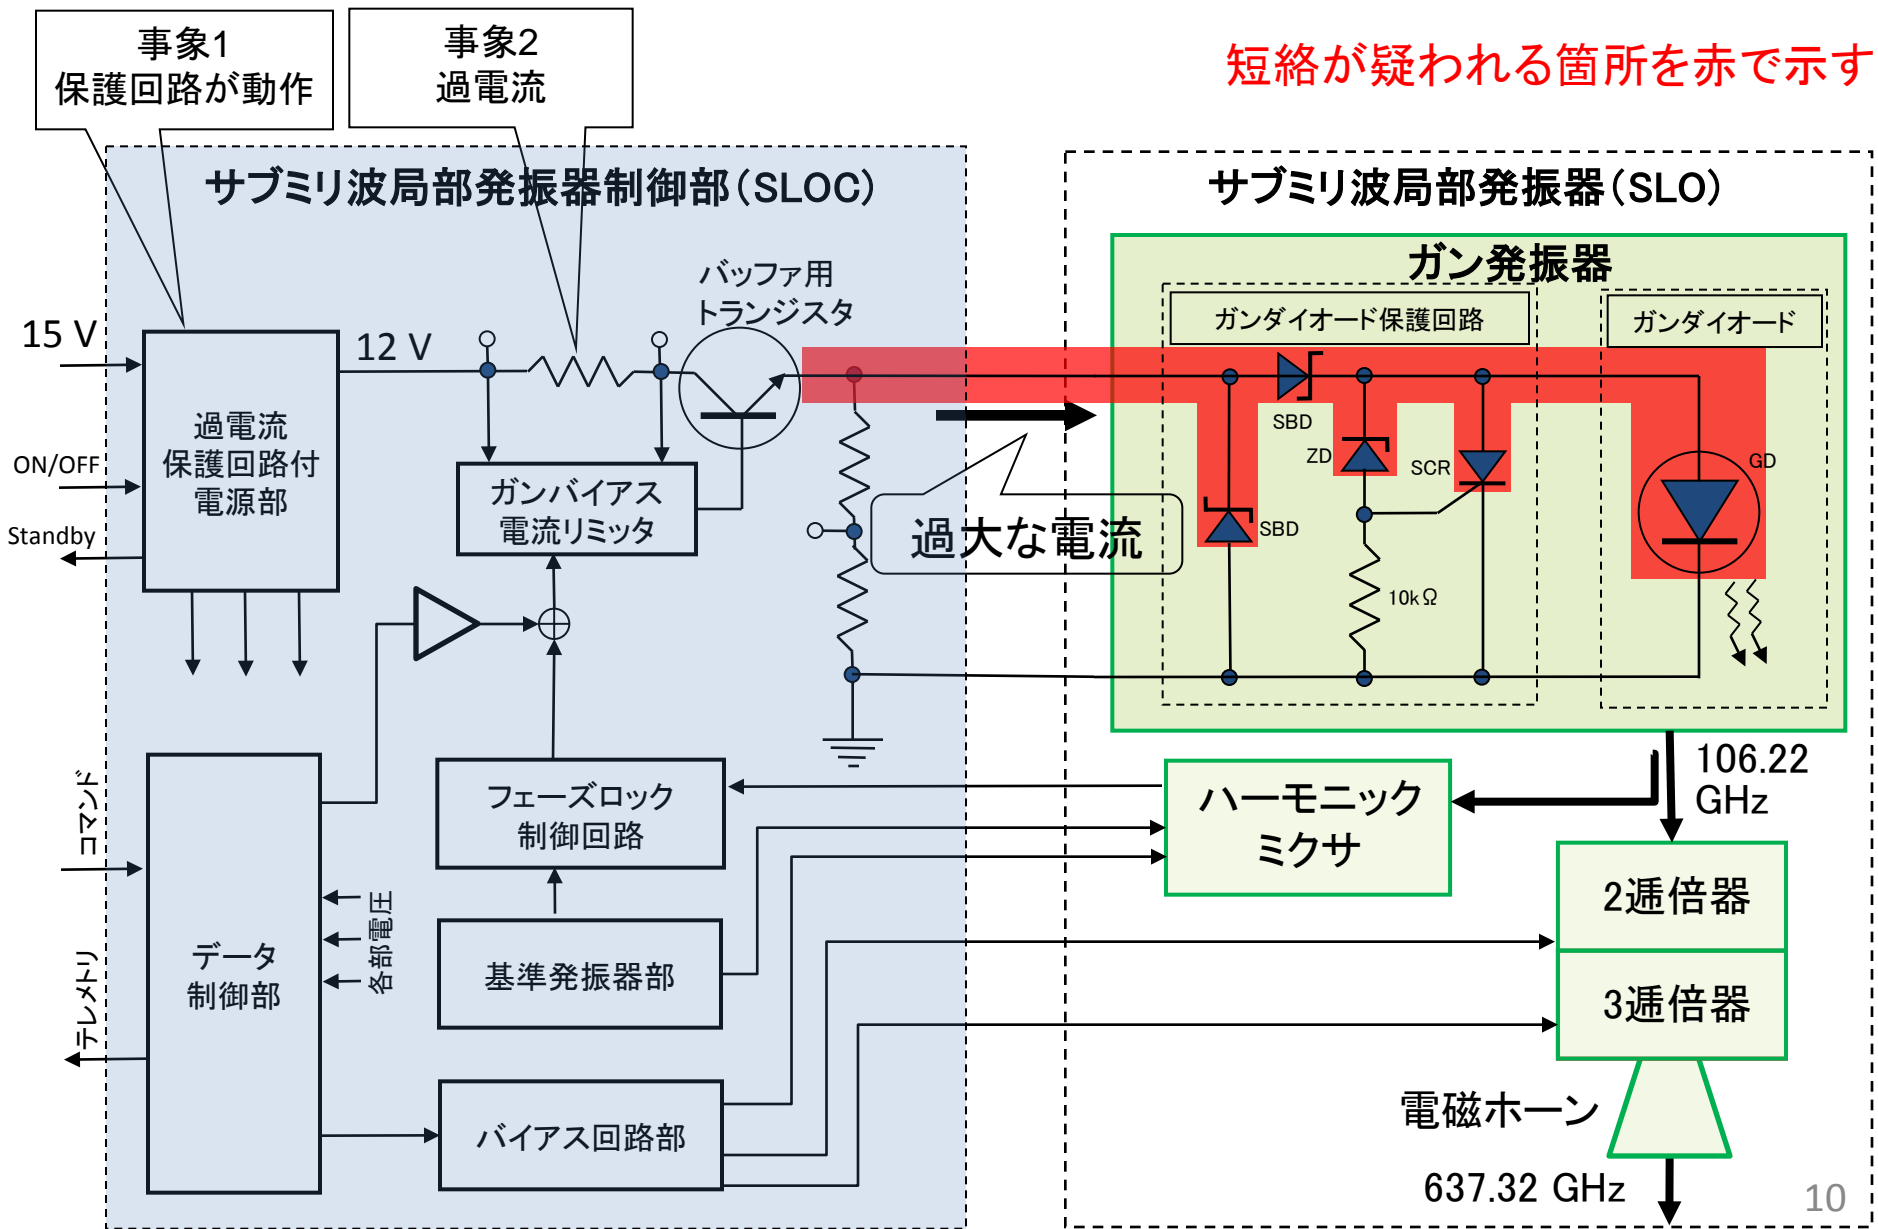 事象1
保護回路が動作
事象2
過電流
短絡が疑われる箇所を赤で示す
サブミリ波局部発振器制御部(SLOC)
サブミリ波局部発振器(SLO)
ガン発振器
ガンダイオード保護回路
ガンダイオード
バッファ用
トランジスタ
15 V
12 V
過電流
保護回路付
電源部
ON/OFF
Standby
ガンバイアス
電流リミッタ
過大な電流
SBD
ZD
SCR
GD
SBD
10kΩ
コマンド
テレメトリ
データ
制御部
各部電圧
フェーズロック
制御回路
基準発振器部
バイアス回路部
ハーモニック
ミクサ
106.22
GHz
2逓倍器
3逓倍器
電磁ホーン
637.32 GHz
10